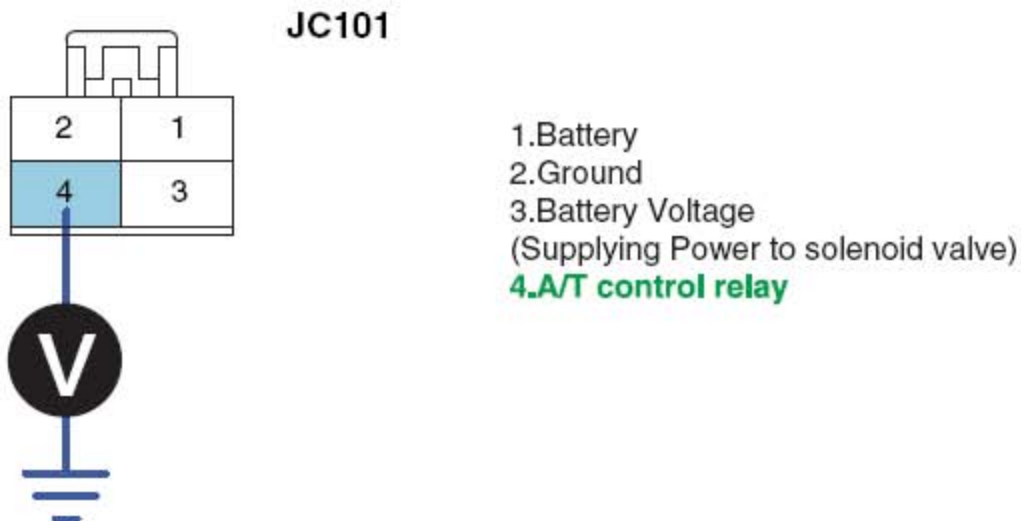 JC101
2 1
4 3
V
1.Battery
2.Ground
3.Battery Voltage
(Supplying Power to solenoid valve)
4.A/T control relay